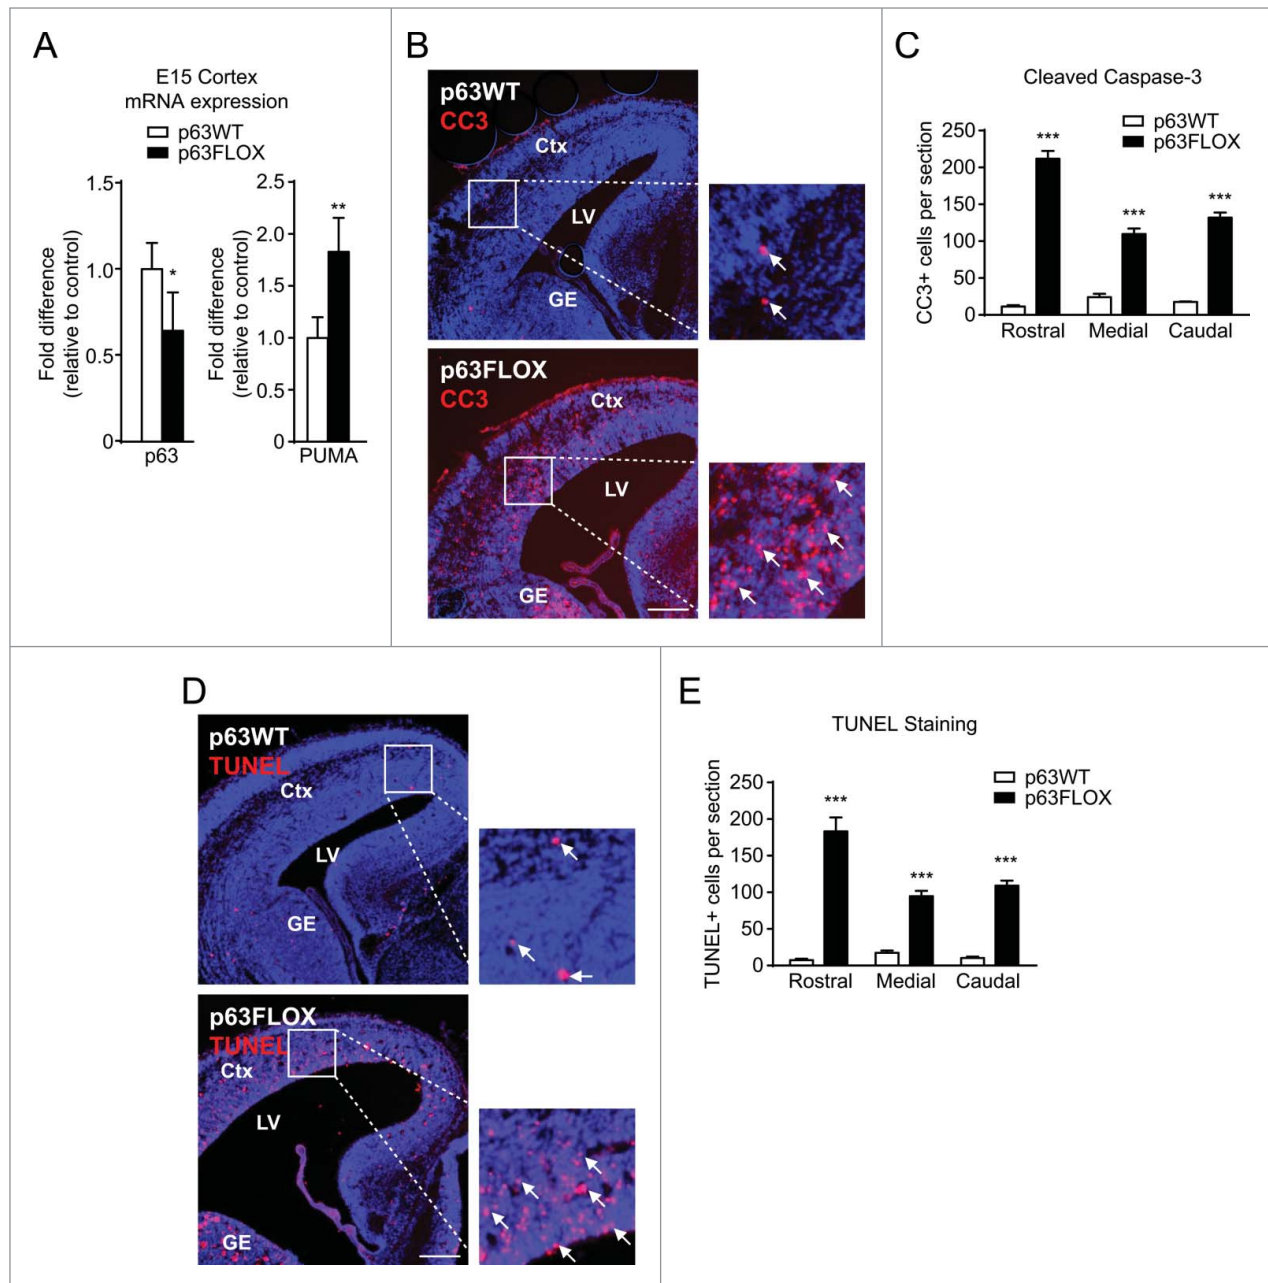 A
E15 Cortex
mRNA expression
p63WT
p63FLOX
Fold difference
(relative to control)
1.5
1.0
0.5
0
*
p63
Fold difference
(relative to control)
2.5
2.0
1.5
1.0
0.5
0
**
PUMA
B
p63WT
CC3
Ctx
LV
GE
p63FLOX
CC3
Ctx
LV
GE
C
Cleaved Caspase-3
p63WT
p63FLOX
CC3+ cells per section
250
200
150
100
50
0
***
***
***
Rostral Medial Caudal
D
p63WT
TUNEL
Ctx
LV
GE
p63FLOX
TUNEL
Ctx
LV
GE
E
TUNEL Staining
p63WT
p63FLOX
TUNEL+ cells per section
250
200
150
100
50
0
***
***
***
Rostral Medial Caudal